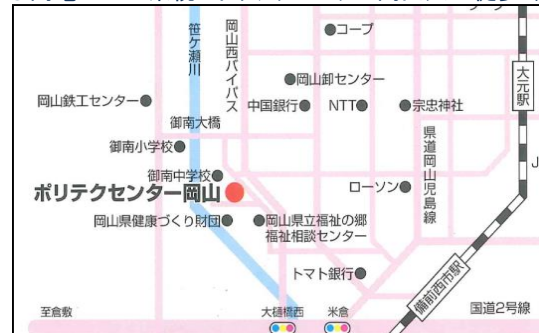 コープ
笹ケ瀬川
岡山西バイパス
岡山卸センター
大元駅
岡山鉄工センター
中国銀行
NTT
宗忠神社
御南大橋
県道岡山児島線
御南小学校
J
御南中学校
ポリテクセンター岡山
ローソン
岡山県健康づくり財団
岡山県立福祉の郷
福祉相談センター
トマト銀行
備前西市駅
至倉敷
大樋橋西
米倉
国道2号線